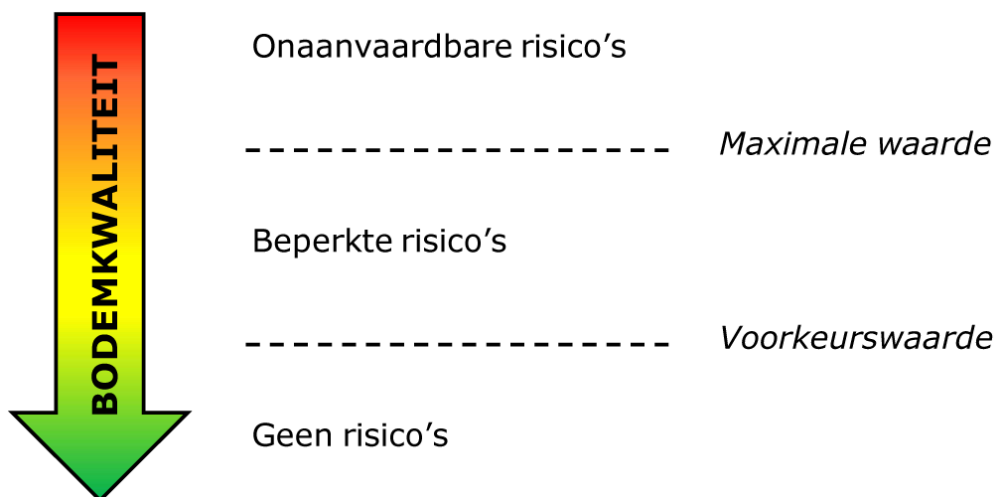 BODEMKWALITEIT
Onaanvaardbare risico’s
Maximale waarde
Beperkte risico’s
Voorkeurswaarde
Geen risico’s